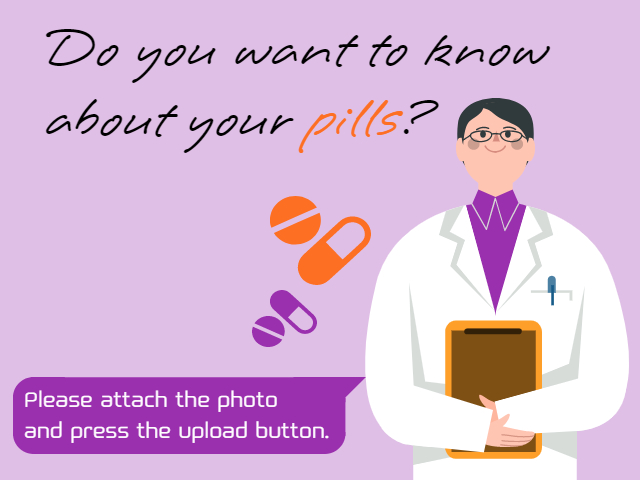 Do you want to know
about your pills?
Please attach the photo
and press the upload button.